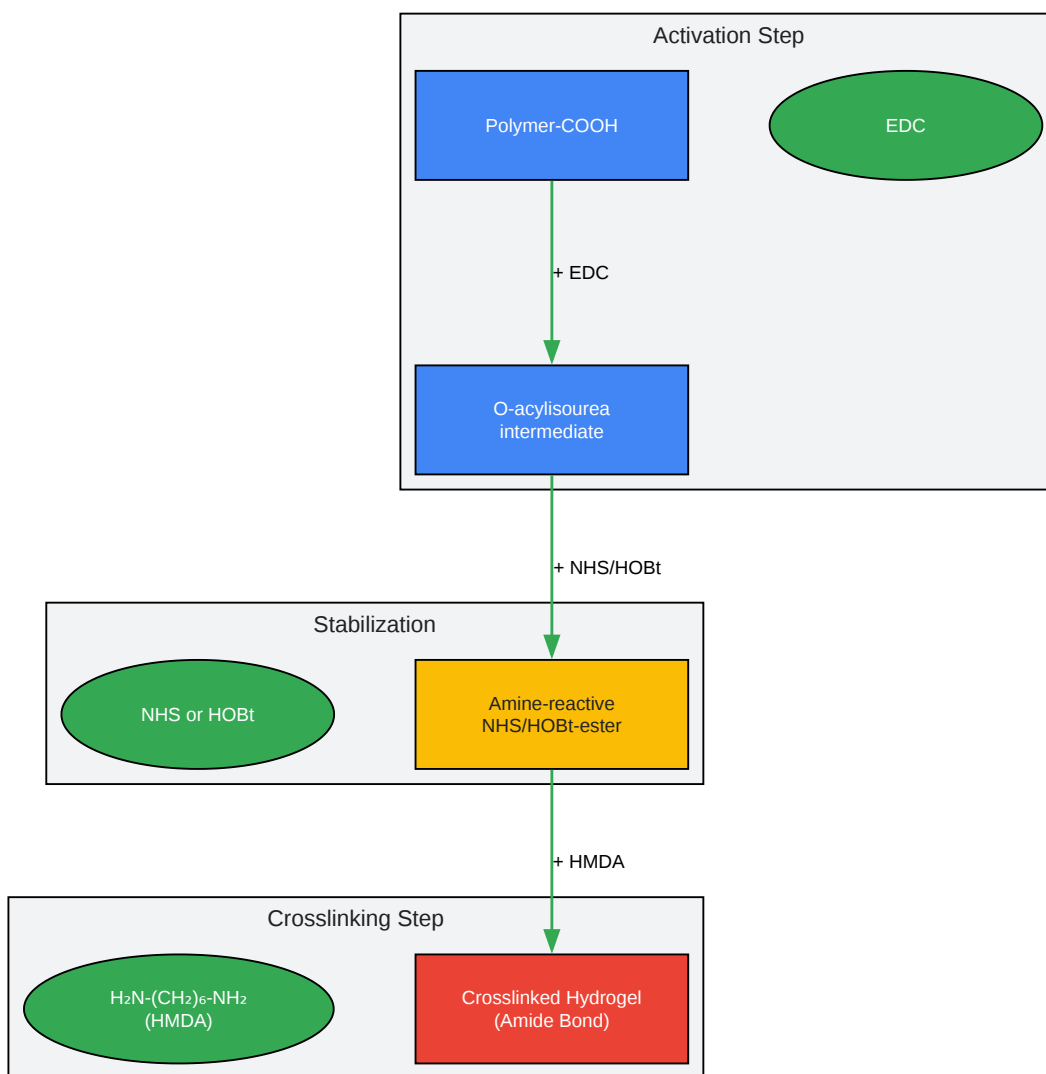 Activation Step
Polymer-COOH
EDC
+ EDC
O-acylisourea
intermediate
+ NHS/HOBt
Stabilization
NHS or HOBt
Amine-reactive
NHS/HOBt-ester
+ HMDA
Crosslinking Step
H₂N-(CH₂)₆-NH₂
(HMDA)
Crosslinked Hydrogel
(Amide Bond)